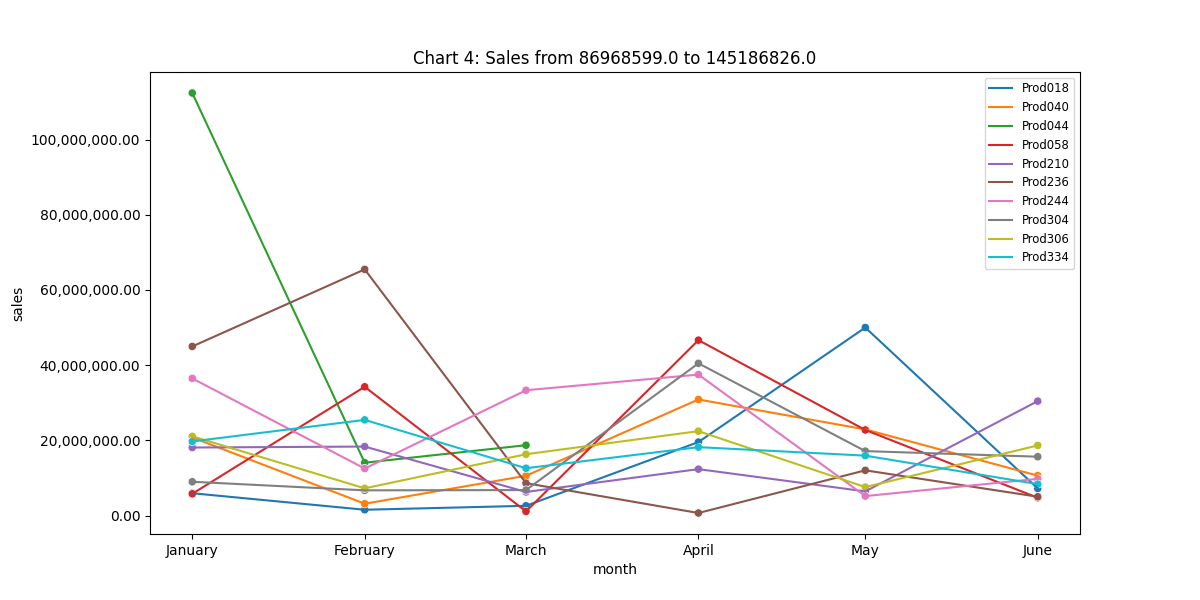 Chart 4: Sales from 86968599.0 to 145186826.0
Prod018
Prod040
Prod044
Prod058
Prod210
Prod236
Prod244
Prod304
Prod306
Prod334
100,000,000.00
80,000,000.00
60,000,000.00
40,000,000.00
20,000,000.00
0.00
sales
January February March April May June
month